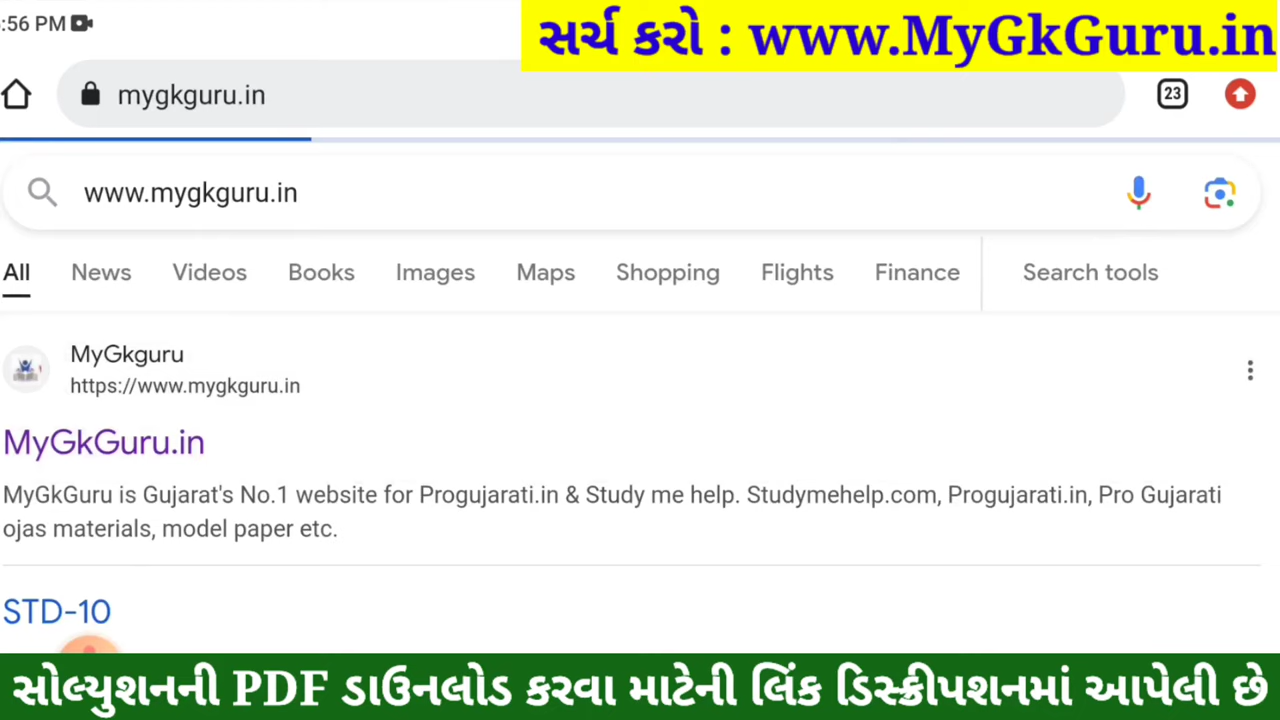 :56 PM
સર્ચ કરો : www.MyGkGuru.in
mygkguru.in
23
www.mygkguru.in
All News Videos Books Images Maps Shopping Flights Finance Search tools
MyGkguru
https://www.mygkguru.in
MyGkGuru.in
MyGkGuru is Gujarat's No.1 website for Progujarati.in & Study me help. Studymehelp.com, Progujarati.in, Pro Gujarati
ojas materials, model paper etc.
STD-10
સોલ્યુશનની PDF ડાઉનલોડ કરવા માટેની લિંક ડિસ્ક્રીપશનમાં આપેલી છે